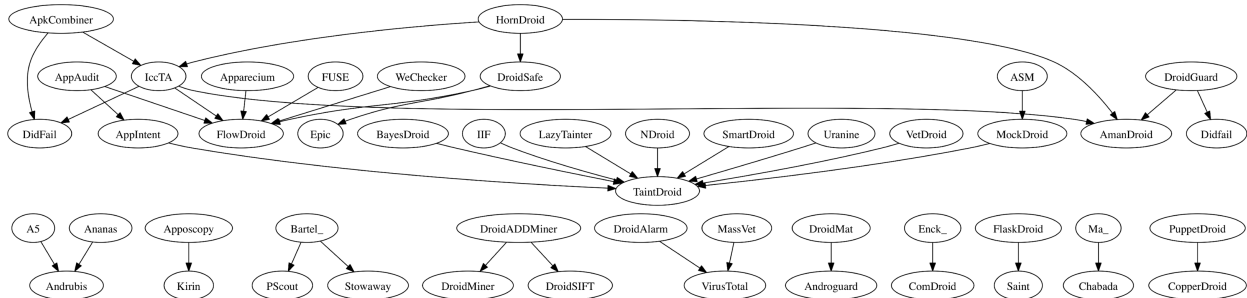 ApkCombiner
HornDroid
AppAudit
IccTA
Apparecium
FUSE
WeChecker
DroidSafe
ASM
DroidGuard
DidFail
AppIntent
FlowDroid
Epic
BayesDroid
IIF
LazyTainter
NDroid
SmartDroid
Uranine
VetDroid
MockDroid
AmanDroid
Didfail
TaintDroid
A5
Ananas
Apposcopy
Bartel_
DroidADDMiner
DroidAlarm
MassVet
DroidMat
Enck_
FlaskDroid
Ma_
PuppetDroid
Andrubis
Kirin
PScout
Stowaway
DroidMiner
DroidSIFT
VirusTotal
Androguard
ComDroid
Saint
Chabada
CopperDroid